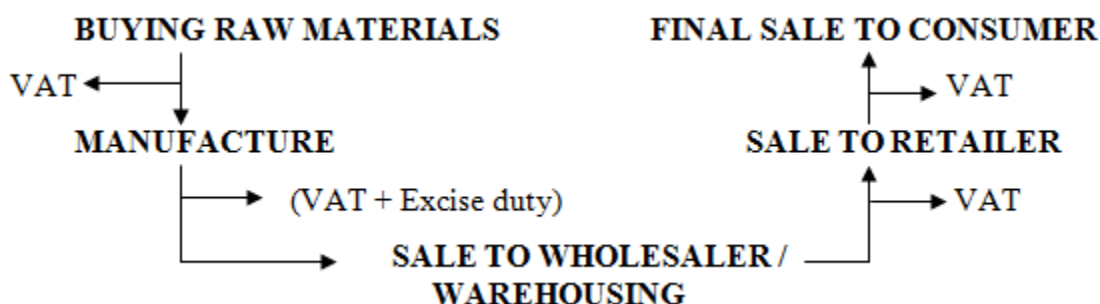 BUYING RAW MATERIALS
FINAL SALE TO CONSUMER
VAT
VAT
MANUFACTURE
SALE TO RETAILER
(VAT + Excise duty)
VAT
SALE TO WHOLESALER /
WAREHOUSING